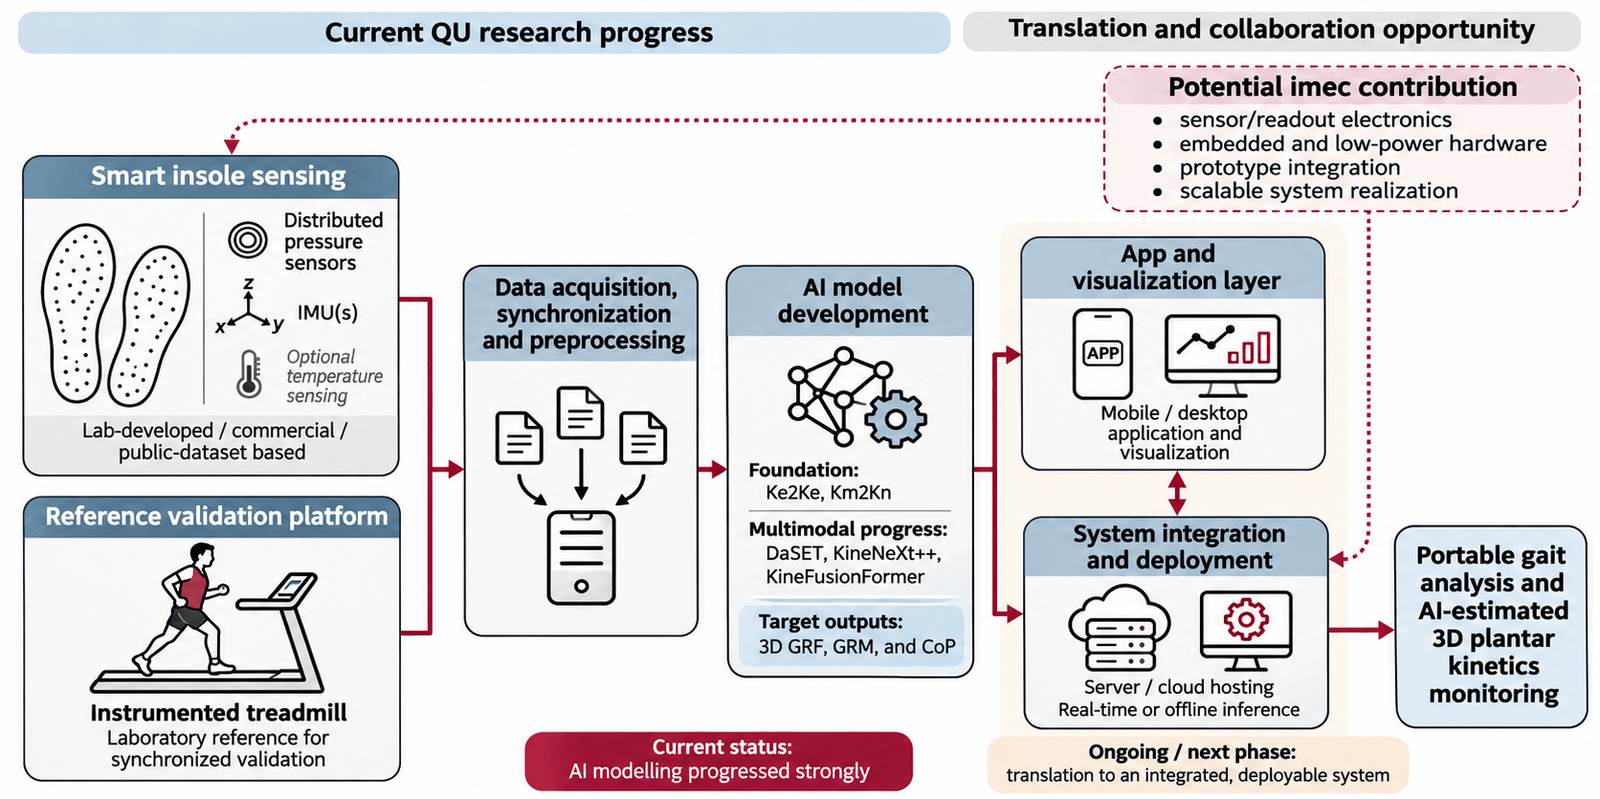 Current QU research progress
Translation and collaboration opportunity
Potential imec contribution
• sensor/readout electronics
• embedded and low-power hardware
• prototype integration
• scalable system realization
Smart insole sensing
Distributed
pressure
sensors
z
x
y
IMU(s)
Optional
temperature
sensing
Lab-developed / commercial /
public-dataset based
Reference validation platform
Instrumented treadmill
Laboratory reference for
synchronized validation
Data acquisition,
synchronization
and preprocessing
AI model
development
Foundation:
Ke2Ke, Km2Kn
Multimodal progress:
DaSET, KineNeXt++,
KineFusionFormer
Target outputs:
3D GRF, GRM, and CoP
App and
visualization layer
APP
Mobile / desktop
application and
visualization
System integration
and deployment
Server / cloud hosting
Real-time or offline inference
Portable gait
analysis and
AI-estimated
3D plantar
kinetics
monitoring
Current status:
AI modelling progressed strongly
Ongoing / next phase:
translation to an integrated, deployable system